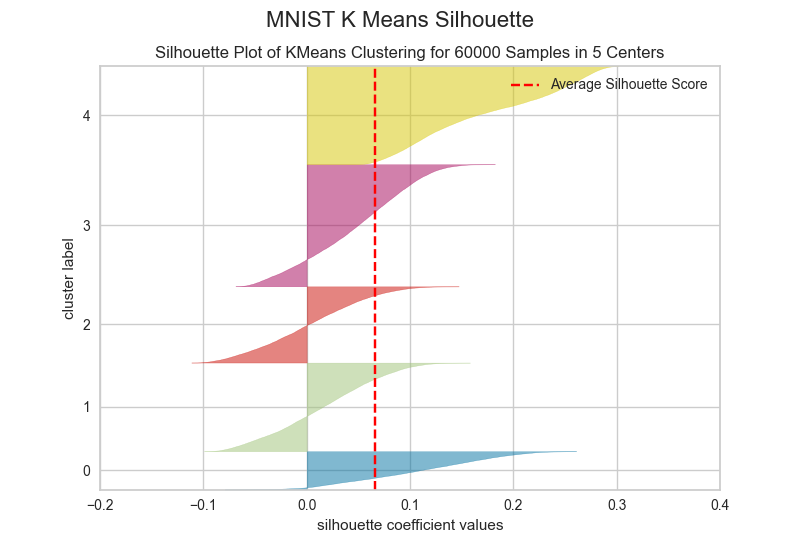 MNIST K Means Silhouette
Silhouette Plot of KMeans Clustering for 60000 Samples in 5 Centers
Average Silhouette Score
4
3
2
1
0
cluster label
−0.2 −0.1 0.0 0.1 0.2 0.3 0.4
silhouette coefficient values